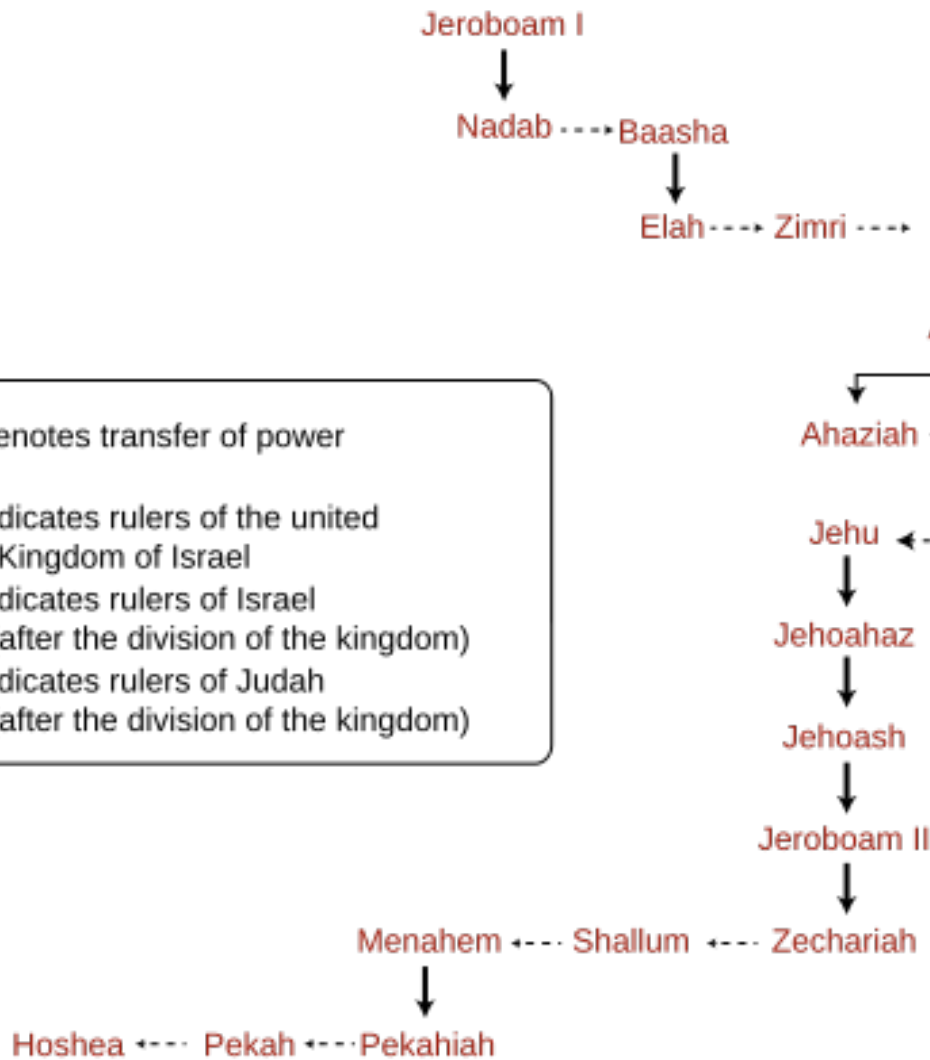 Jeroboam I
Nadab Baasha
Elah Zimri
enotes transfer of power
Ahaziah
dicates rulers of the united
Kingdom of Israel
Jehu
dicates rulers of Israel
(after the division of the kingdom)
Jehoahaz
dicates rulers of Judah
(after the division of the kingdom)
Jehoash
Jeroboam II
Menahem Shallum Zechariah
Hoshea Pekah Pekahiah